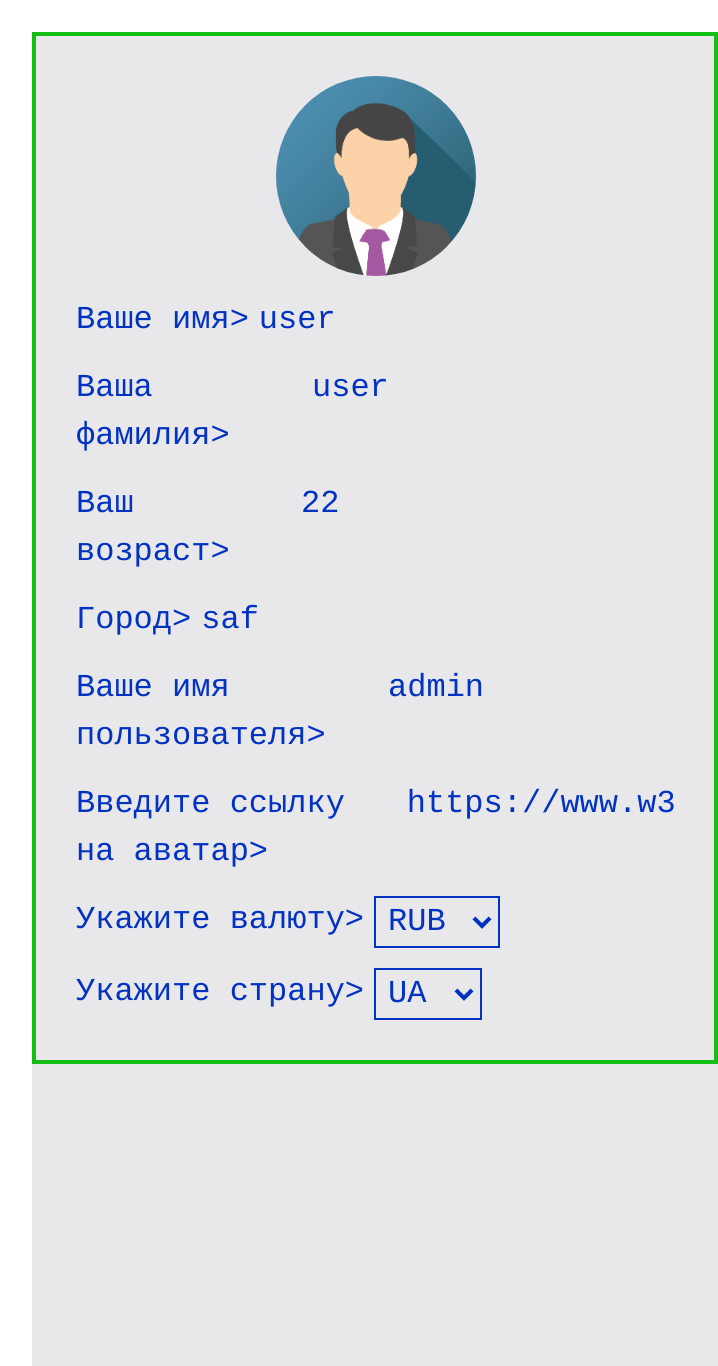 Ваше имя> user
Ваша user
фамилия>
Ваш 22
возраст>
Город> saf
Ваше имя admin
пользователя>
Введите ссылку https://www.w3
на аватар>
Укажите валюту> RUB
Укажите страну> UA